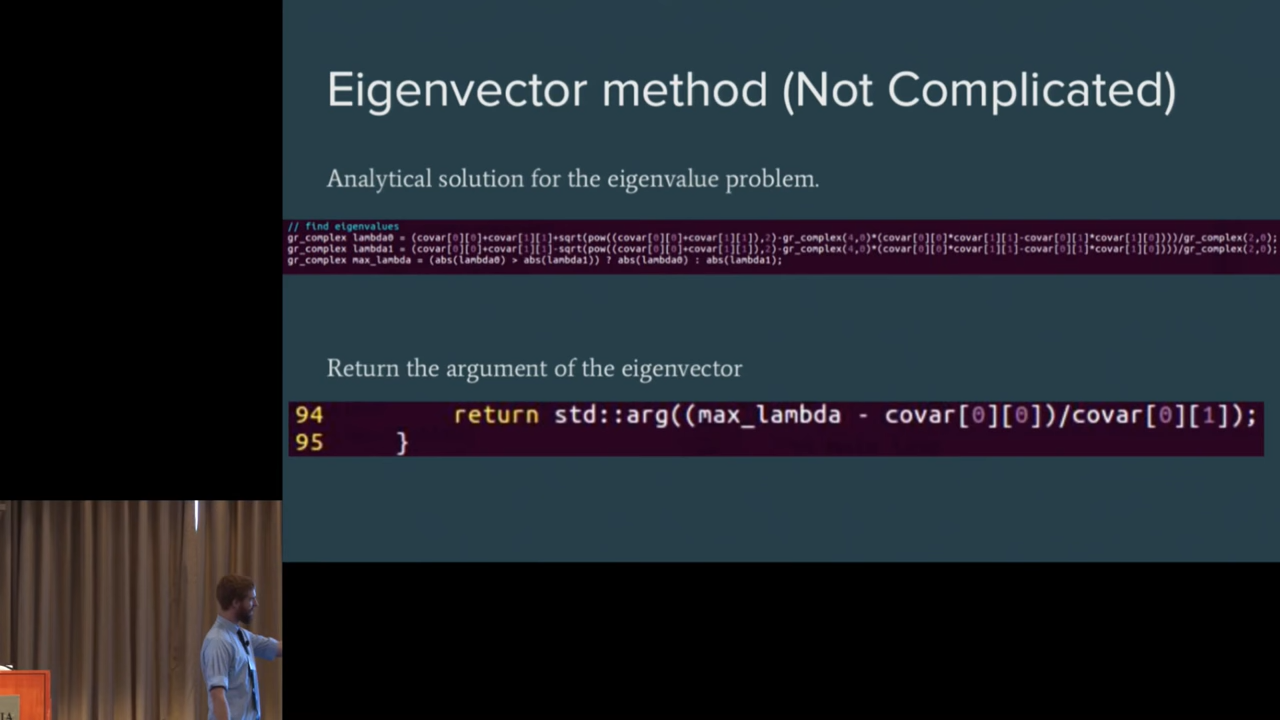 Eigenvector method (Not Complicated)
Analytical solution for the eigenvalue problem.
// find eigenvalues
gr_complex lambda0 = (covar[0][0]+covar[1][1]+sqrt(pow((covar[0][0]+covar[1][1]),2)-gr_complex(4,0)*(covar[0][0]*covar[1][1]-covar[0][1]*covar[1][0])))/gr_complex(2,0);
gr_complex lambda1 = (covar[0][0]+covar[1][1]-sqrt(pow((covar[0][0]+covar[1][1]),2)-gr_complex(4,0)*(covar[0][0]*covar[1][1]-covar[0][1]*covar[1][0])))/gr_complex(2,0);
gr_complex max_lambda = (abs(lambda0) > abs(lambda1)) ? abs(lambda0) : abs(lambda1);
Return the argument of the eigenvector
94 return std::arg((max_lambda - covar[0][0])/covar[0][1]);
95 }
IA